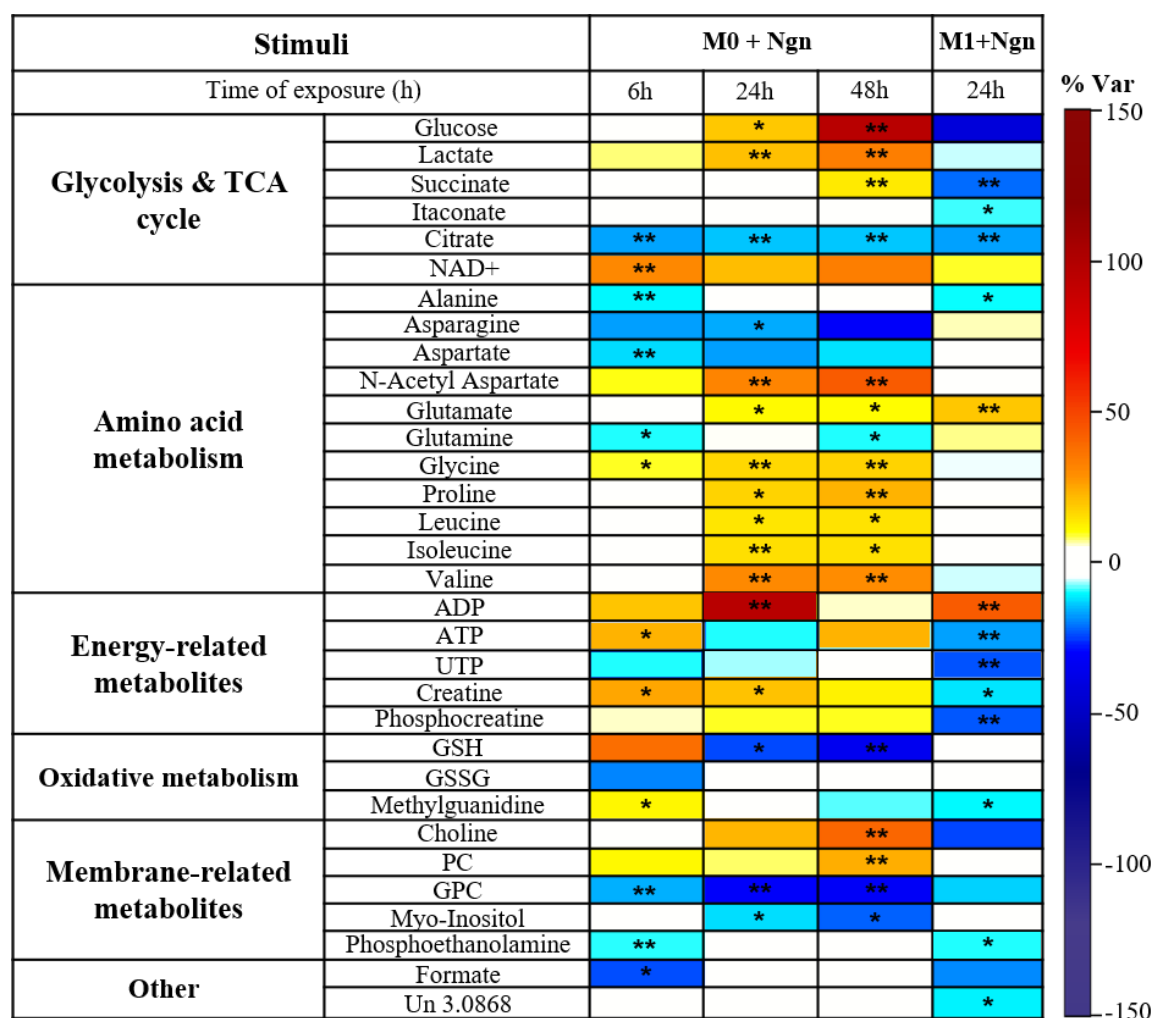 Stimuli M0 + Ngn M1+Ngn
Time of exposure (h) 6h 24h 48h 24h % Var
150
100
50
0
-50
-100
-150
Glycolysis & TCA
cycle
Glucose * **
Lactate ** **
Succinate ** **
Itaconate *
Citrate ** ** ** **
NAD+ **
Amino acid
metabolism
Alanine ** *
Asparagine *
Aspartate **
N-Acetyl Aspartate ** **
Glutamate * * **
Glutamine * *
Glycine * ** **
Proline * **
Leucine * *
Isoleucine ** *
Valine ** **
Energy-related
metabolites
ADP ** **
ATP * **
UTP **
Creatine * * *
Phosphocreatine **
Oxidative metabolism
GSH * **
GSSG
Methylguanidine * *
Membrane-related
metabolites
Choline **
PC **
GPC ** ** **
Myo-Inositol * *
Phosphoethanolamine ** *
Other
Formate *
Un 3.0868 *